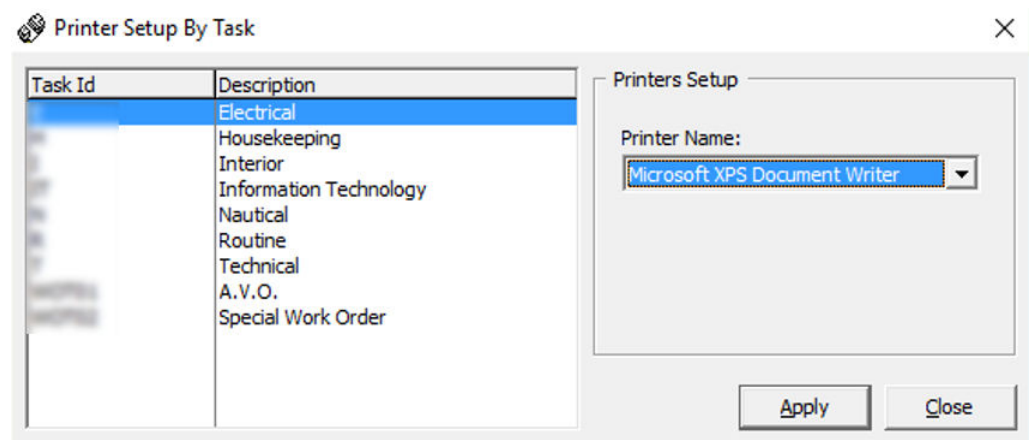 Printer Setup By Task
Task Id
Description
Electrical
Housekeeping
Interior
Information Technology
Nautical
Routine
Technical
A.V.O.
Special Work Order
Printers Setup
Printer Name:
Microsoft XPS Document Writer
Apply
Close